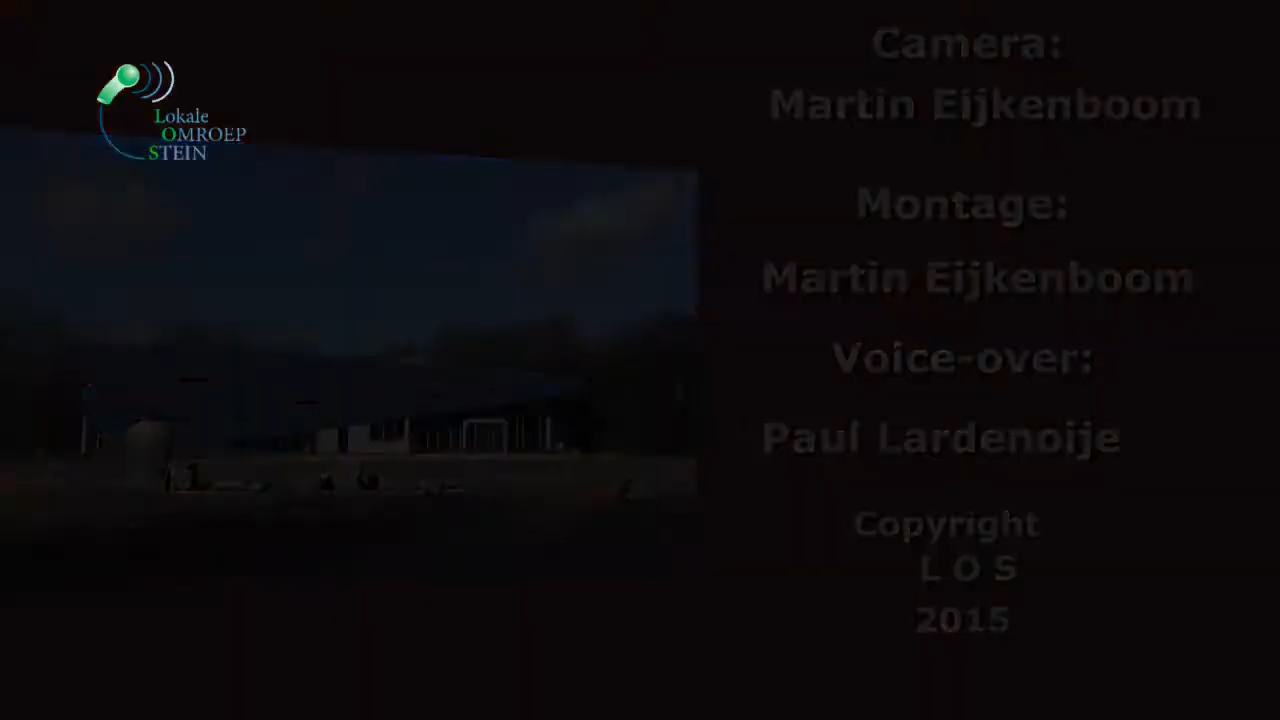 Lokale
OMROEP
STEIN
Camera:
Martin Eijkenboom
Montage:
Martin Eijkenboom
Voice-over:
Paul Lardenoije
Copyright
L O S
2015